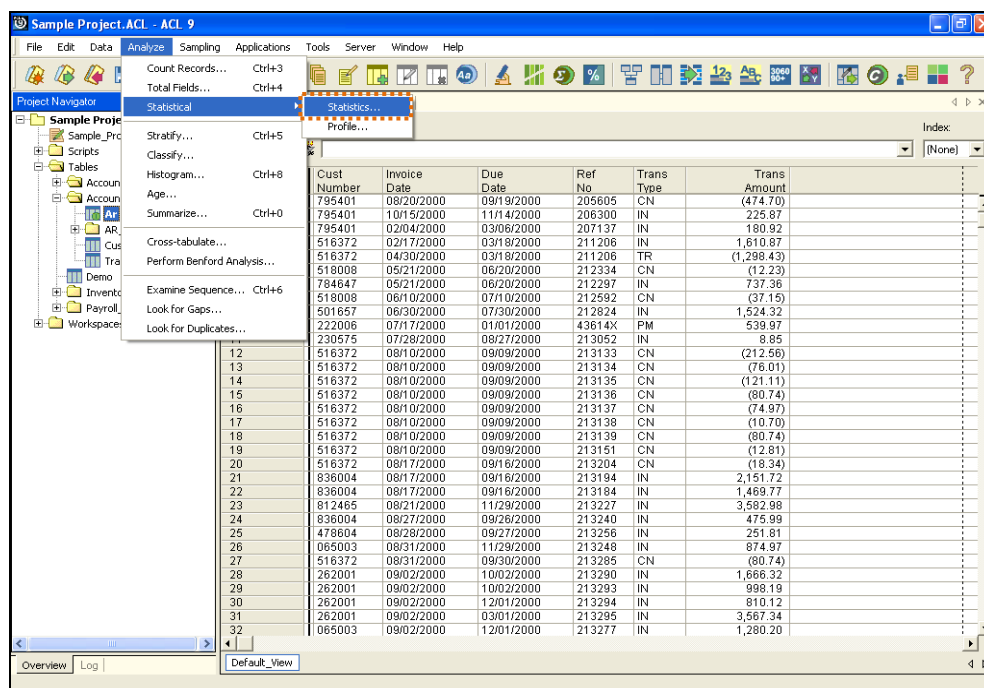 Sample Project.ACL - ACL 9
File Edit Data Analyze Sampling Applications Tools Server Window Help
Project Navigator
Sample Proje
Sample_Prc
Scripts
Tables
Accoun
Accoun
Ar
AR_
Cus
Tra
Demo
Invento
Payroll_
Workspace
Count Records... Ctrl+3
Total Fields... Ctrl+4
Statistical
Stratify... Ctrl+5
Classify...
Histogram... Ctrl+8
Age...
Summarize... Ctrl+0
Cross-tabulate...
Perform Benford Analysis...
Examine Sequence... Ctrl+6
Look for Gaps...
Look for Duplicates...
Statistics...
Profile...
Index:
(None)
Cust Number Invoice Date Due Date Ref No Trans Type Trans Amount
795401 08/20/2000 09/19/2000 205605 CN (474.70)
795401 10/15/2000 11/14/2000 206300 IN 225.87
795401 02/04/2000 03/06/2000 207137 IN 180.92
516372 02/17/2000 03/18/2000 211206 IN 1,610.87
516372 04/30/2000 03/18/2000 211206 TR (1,298.43)
518008 05/21/2000 06/20/2000 212334 CN (12.23)
784647 05/21/2000 06/20/2000 212297 IN 737.36
518008 06/10/2000 07/10/2000 212592 CN (37.15)
501657 06/30/2000 07/30/2000 212824 IN 1,524.32
222006 07/17/2000 01/01/2000 43614X PM 539.97
230575 07/28/2000 08/27/2000 213052 IN 8.85
12 516372 08/10/2000 09/09/2000 213133 CN (212.56)
13 516372 08/10/2000 09/09/2000 213134 CN (76.01)
14 516372 08/10/2000 09/09/2000 213135 CN (121.11)
15 516372 08/10/2000 09/09/2000 213136 CN (80.74)
16 516372 08/10/2000 09/09/2000 213137 CN (74.97)
17 516372 08/10/2000 09/09/2000 213138 CN (10.70)
18 516372 08/10/2000 09/09/2000 213139 CN (80.74)
19 516372 08/10/2000 09/09/2000 213151 CN (12.81)
20 516372 08/17/2000 09/16/2000 213204 CN (18.34)
21 836004 08/17/2000 09/16/2000 213194 IN 2,151.72
22 836004 08/17/2000 09/16/2000 213184 IN 1,469.77
23 812465 08/21/2000 11/29/2000 213227 IN 3,582.98
24 836004 08/27/2000 09/26/2000 213240 IN 475.99
25 478604 08/28/2000 09/27/2000 213256 IN 251.81
26 065003 08/31/2000 11/29/2000 213248 IN 874.97
27 516372 08/31/2000 09/30/2000 213285 CN (80.74)
28 262001 09/02/2000 10/02/2000 213290 IN 1,666.32
29 262001 09/02/2000 10/02/2000 213293 IN 998.19
30 262001 09/02/2000 12/01/2000 213294 IN 810.12
31 262001 09/02/2000 03/01/2000 213295 IN 3,567.34
32 065003 09/02/2000 12/01/2000 213277 IN 1,280.20
Overview Log
Default_View